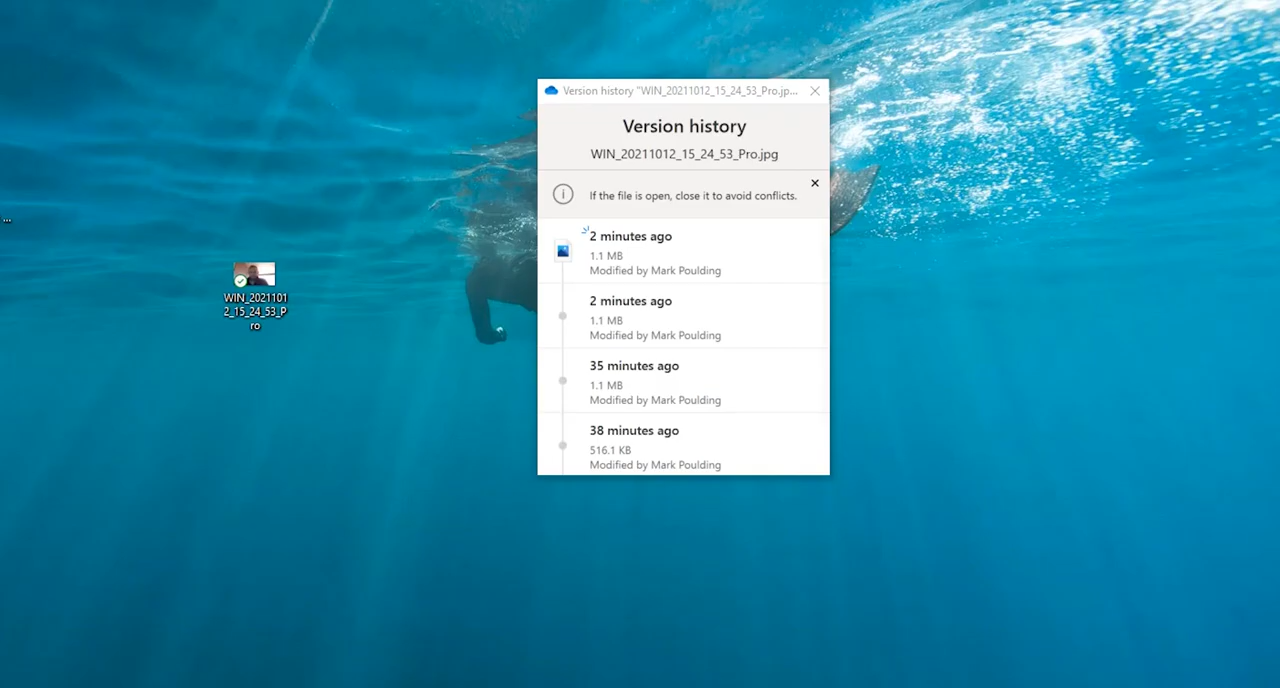 Version history "WIN_20211012_15_24_53_Pro.jp...
Version history
WIN_20211012_15_24_53_Pro.jpg
If the file is open, close it to avoid conflicts.
2 minutes ago
1.1 MB
Modified by Mark Poulding
2 minutes ago
1.1 MB
Modified by Mark Poulding
35 minutes ago
1.1 MB
Modified by Mark Poulding
38 minutes ago
516.1 KB
Modified by Mark Poulding
...
WIN_2021101
2_15_24_53_P
ro